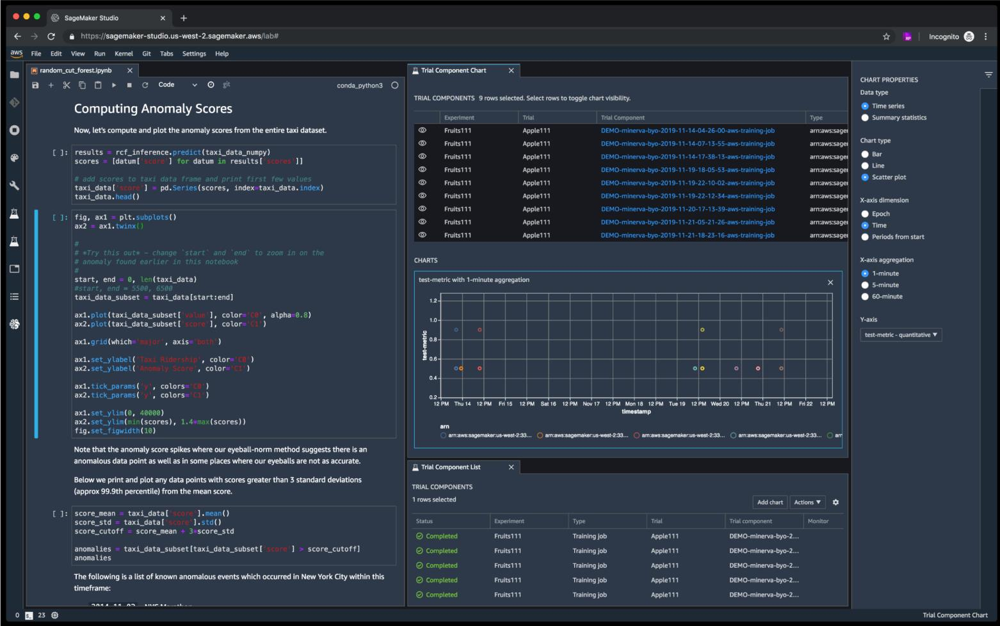 SageMaker Studio
https://sagemaker-studio.us-west-2.sagemaker.aws/lab#
RP
Incognito
aws
File Edit View Run Kernel Git Tabs Settings Help
random_cut_forest.ipynb
Code
git
conda_python3
Computing Anomaly Scores
Now, let's compute and plot the anomaly scores from the entire taxi dataset.
[ ]: results = rcf_inference.predict(taxi_data_numpy)
scores = [datum['score'] for datum in results['scores']]
# add scores to taxi data frame and print first few values
taxi_data['score'] = pd.Series(scores, index=taxi_data.index)
taxi_data.head()
[ ]: fig, ax1 = plt.subplots()
ax2 = ax1.twinx()
#
# *Try this out* - change `start` and `end` to zoom in on the
# anomaly found earlier in this notebook
#
start, end = 0, len(taxi_data)
#start, end = 5500, 6500
taxi_data_subset = taxi_data[start:end]
ax1.plot(taxi_data_subset['value'], color='C0', alpha=0.8)
ax2.plot(taxi_data_subset['score'], color='C1')
ax1.grid(which='major', axis='both')
ax1.set_ylabel('Taxi Ridership', color='C0')
ax2.set_ylabel('Anomaly Score', color='C1')
ax1.tick_params('y', colors='C0')
ax2.tick_params('y', colors='C1')
ax1.set_ylim(0, 40000)
ax2.set_ylim(min(scores), 1.4*max(scores))
fig.set_figwidth(10)
Note that the anomaly score spikes where our eyeball-norm method suggests there is an
anomalous data point as well as in some places where our eyeballs are not as accurate.
Below we print and plot any data points with scores greater than 3 standard deviations
(approx 99.9th percentile) from the mean score.
[ ]: score_mean = taxi_data['score'].mean()
score_std = taxi_data['score'].std()
score_cutoff = score_mean + 3*score_std
anomalies = taxi_data_subset[taxi_data_subset['score'] > score_cutoff]
anomalies
The following is a list of known anomalous events which occurred in New York City within this
timeframe:
Trial Component Chart
TRIAL COMPONENTS 9 rows selected. Select rows to toggle chart visibility.
Experiment Trial Trial Component Type
Fruits111 Apple111 DEMO-minerva-byo-2019-11-14-04-26-00-aws-training-job arn:aws:sager
Fruits111 Apple111 DEMO-minerva-byo-2019-11-14-07-13-55-aws-training-job arn:aws:sager
Fruits111 Apple111 DEMO-minerva-byo-2019-11-14-17-38-13-aws-training-job arn:aws:sager
Fruits111 Apple111 DEMO-minerva-byo-2019-11-19-18-05-53-aws-training-job arn:aws:sager
Fruits111 Apple111 DEMO-minerva-byo-2019-11-19-22-10-02-aws-training-job arn:aws:sager
Fruits111 Apple111 DEMO-minerva-byo-2019-11-19-22-12-34-aws-training-job arn:aws:sager
Fruits111 Apple111 DEMO-minerva-byo-2019-11-20-17-13-39-aws-training-job arn:aws:sager
Fruits111 Apple111 DEMO-minerva-byo-2019-11-21-05-21-26-aws-training-job arn:aws:sager
Fruits111 Apple111 DEMO-minerva-byo-2019-11-21-18-23-16-aws-training-job arn:aws:sager
CHARTS
test-metric with 1-minute aggregation
test-metric
1.2
1.0
0.8
0.6
0.4
0.2
12 PM Thu 14 12 PM Fri 15 12 PM Sat 16 12 PM Nov 17 12 PM Mon 18 12 PM Tue 19 12 PM Wed 20 12 PM Thu 21 12 PM Fri 22 12 PM
timestamp
arn
arn:aws:sagemaker:us-west-2:33... arn:aws:sagemaker:us-west-2:33... arn:aws:sagemaker:us-west-2:33... arn:aws:sagemaker:us-west-2:33... arn
Trial Component List
TRIAL COMPONENTS
1 rows selected
Add chart Actions
Status Experiment Type Trial Trial component Monitor
Completed Fruits111 Training job Apple111 DEMO-minerva-byo-2...
Completed Fruits111 Training job Apple111 DEMO-minerva-byo-2...
Completed Fruits111 Training job Apple111 DEMO-minerva-byo-2...
Completed Fruits111 Training job Apple111 DEMO-minerva-byo-2...
Completed Fruits111 Training job Apple111 DEMO-minerva-byo-2...
CHART PROPERTIES
Data type
Time series
Summary statistics
Chart type
Bar
Line
Scatter plot
X-axis dimension
Epoch
Time
Periods from start
X-axis aggregation
1-minute
5-minute
60-minute
Y-axis
test-metric - quantitative
0 23
Trial Component Chart